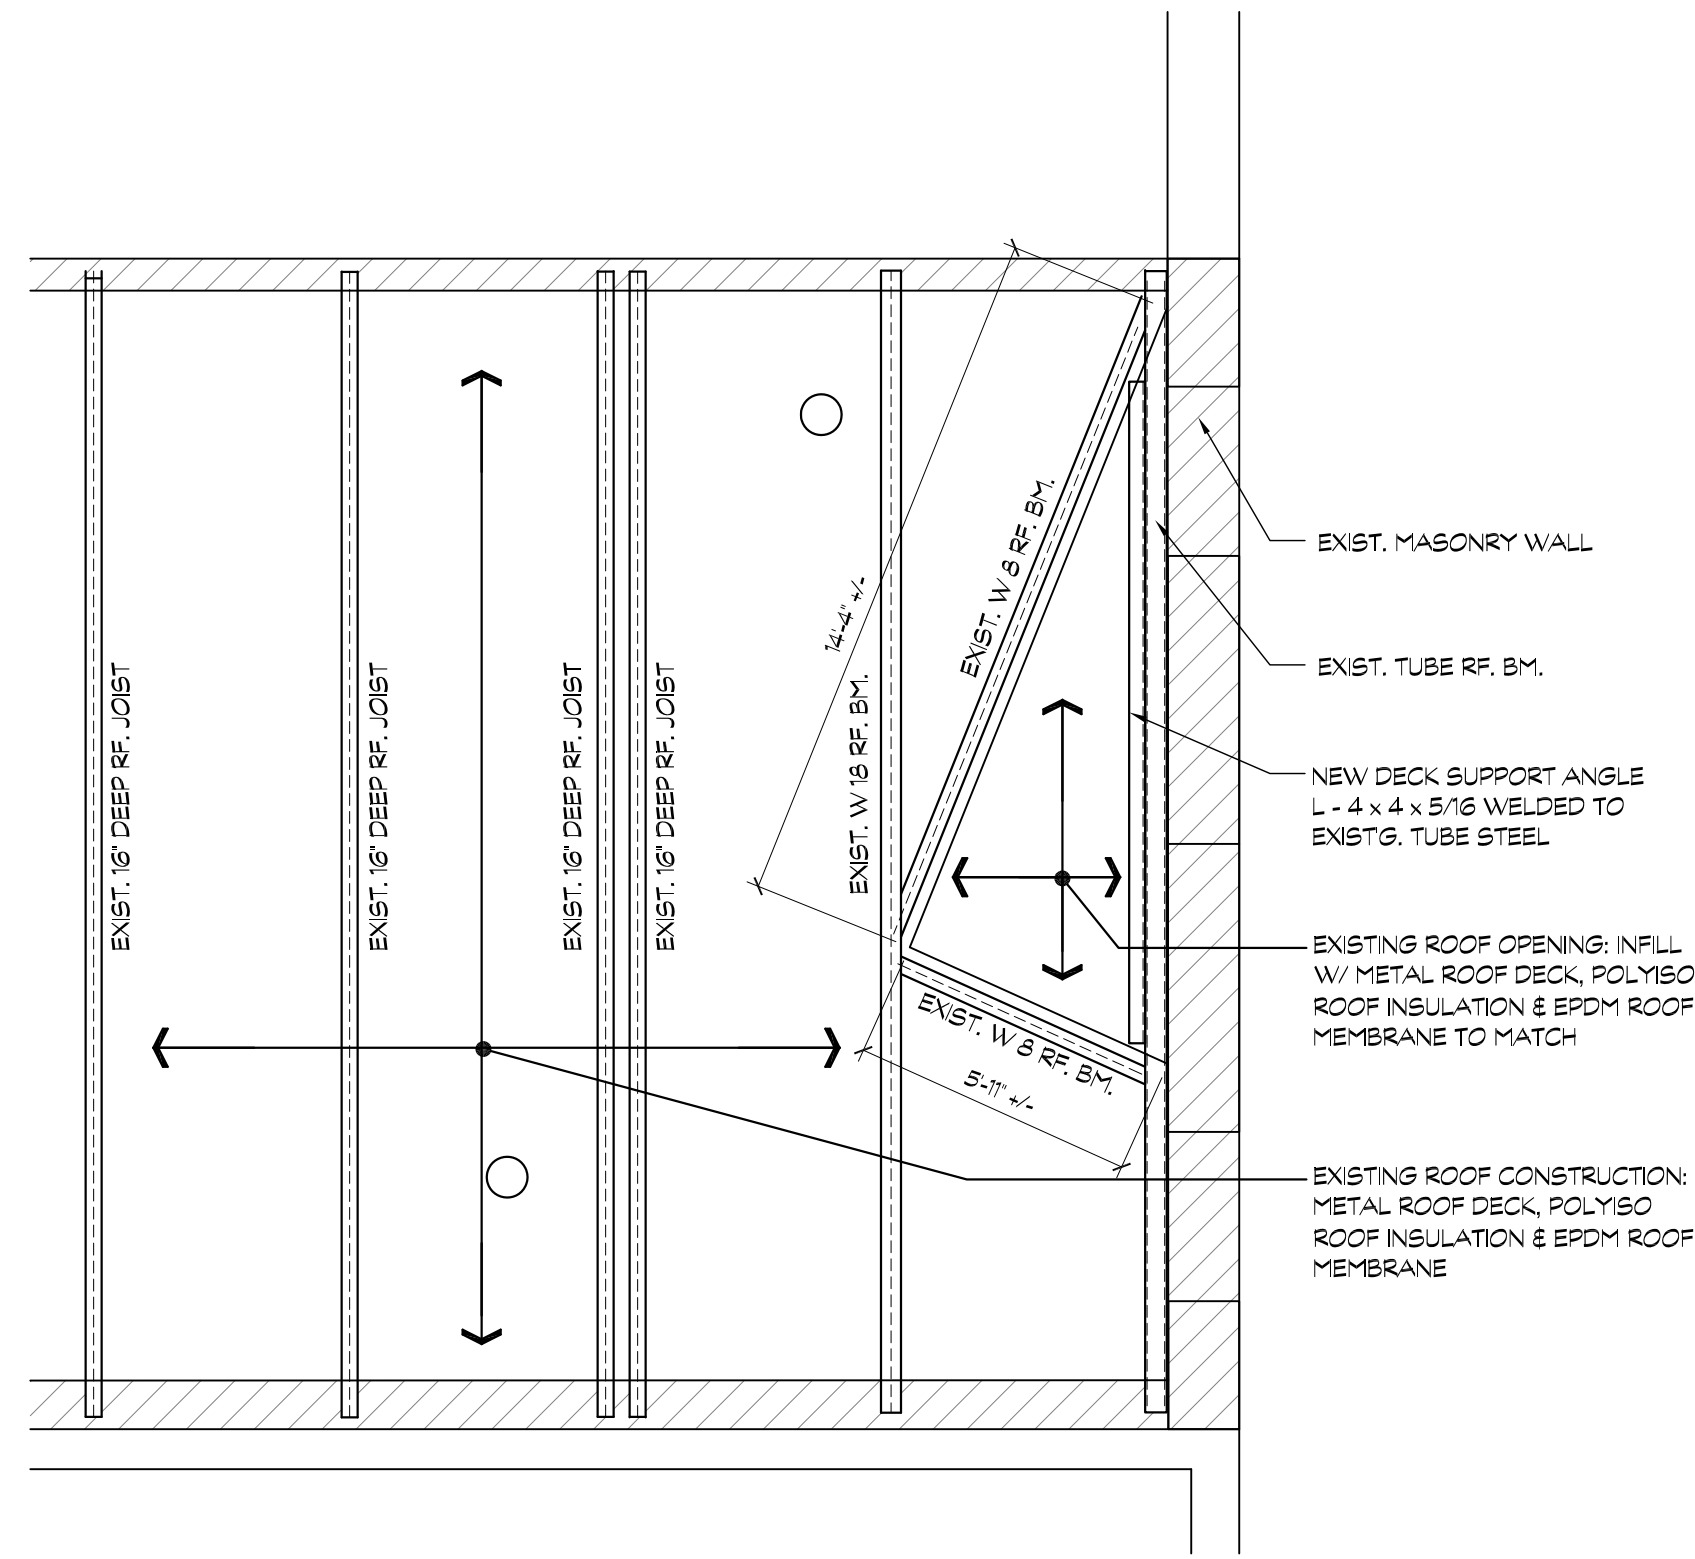 EXIST. 16" DEEP RF. JOIST
EXIST. 16" DEEP RF. JOIST
EXIST. 16" DEEP RF. JOIST
EXIST. 16" DEEP RF. JOIST
14'-4" +/-
EXIST. W 18 RF. BM.
EXIST. W 8 RF. BM.
EXIST. W 8 RF. BM.
5'-11" +/-
EXIST. MASONRY WALL
EXIST. TUBE RF. BM.
NEW DECK SUPPORT ANGLE
L - 4 x 4 x 5/16 WELDED TO
EXIST'G. TUBE STEEL
EXISTING ROOF OPENING: INFILL
W/ METAL ROOF DECK, POLYISO
ROOF INSULATION & EPDM ROOF
MEMBRANE TO MATCH
EXISTING ROOF CONSTRUCTION:
METAL ROOF DECK, POLYISO
ROOF INSULATION & EPDM ROOF
MEMBRANE